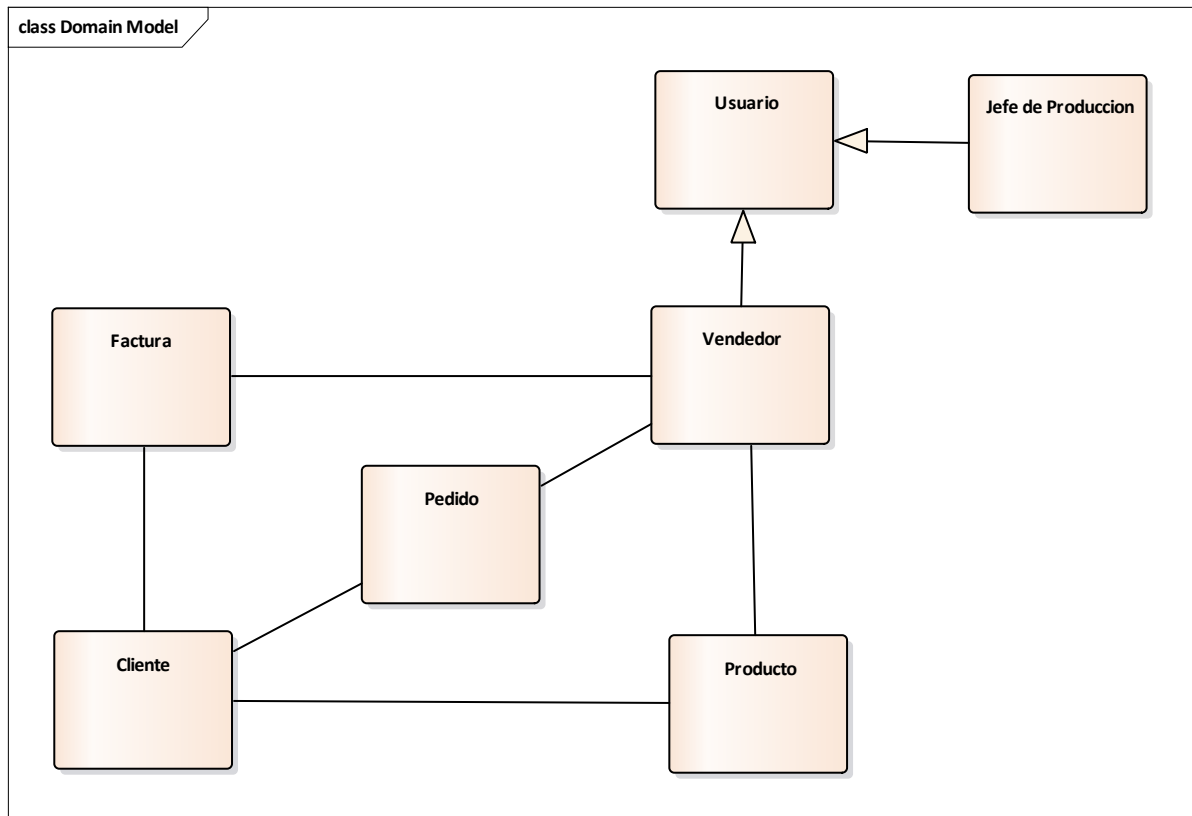 class Domain Model
Usuario
Jefe de Produccion
Factura
Vendedor
Pedido
Cliente
Producto